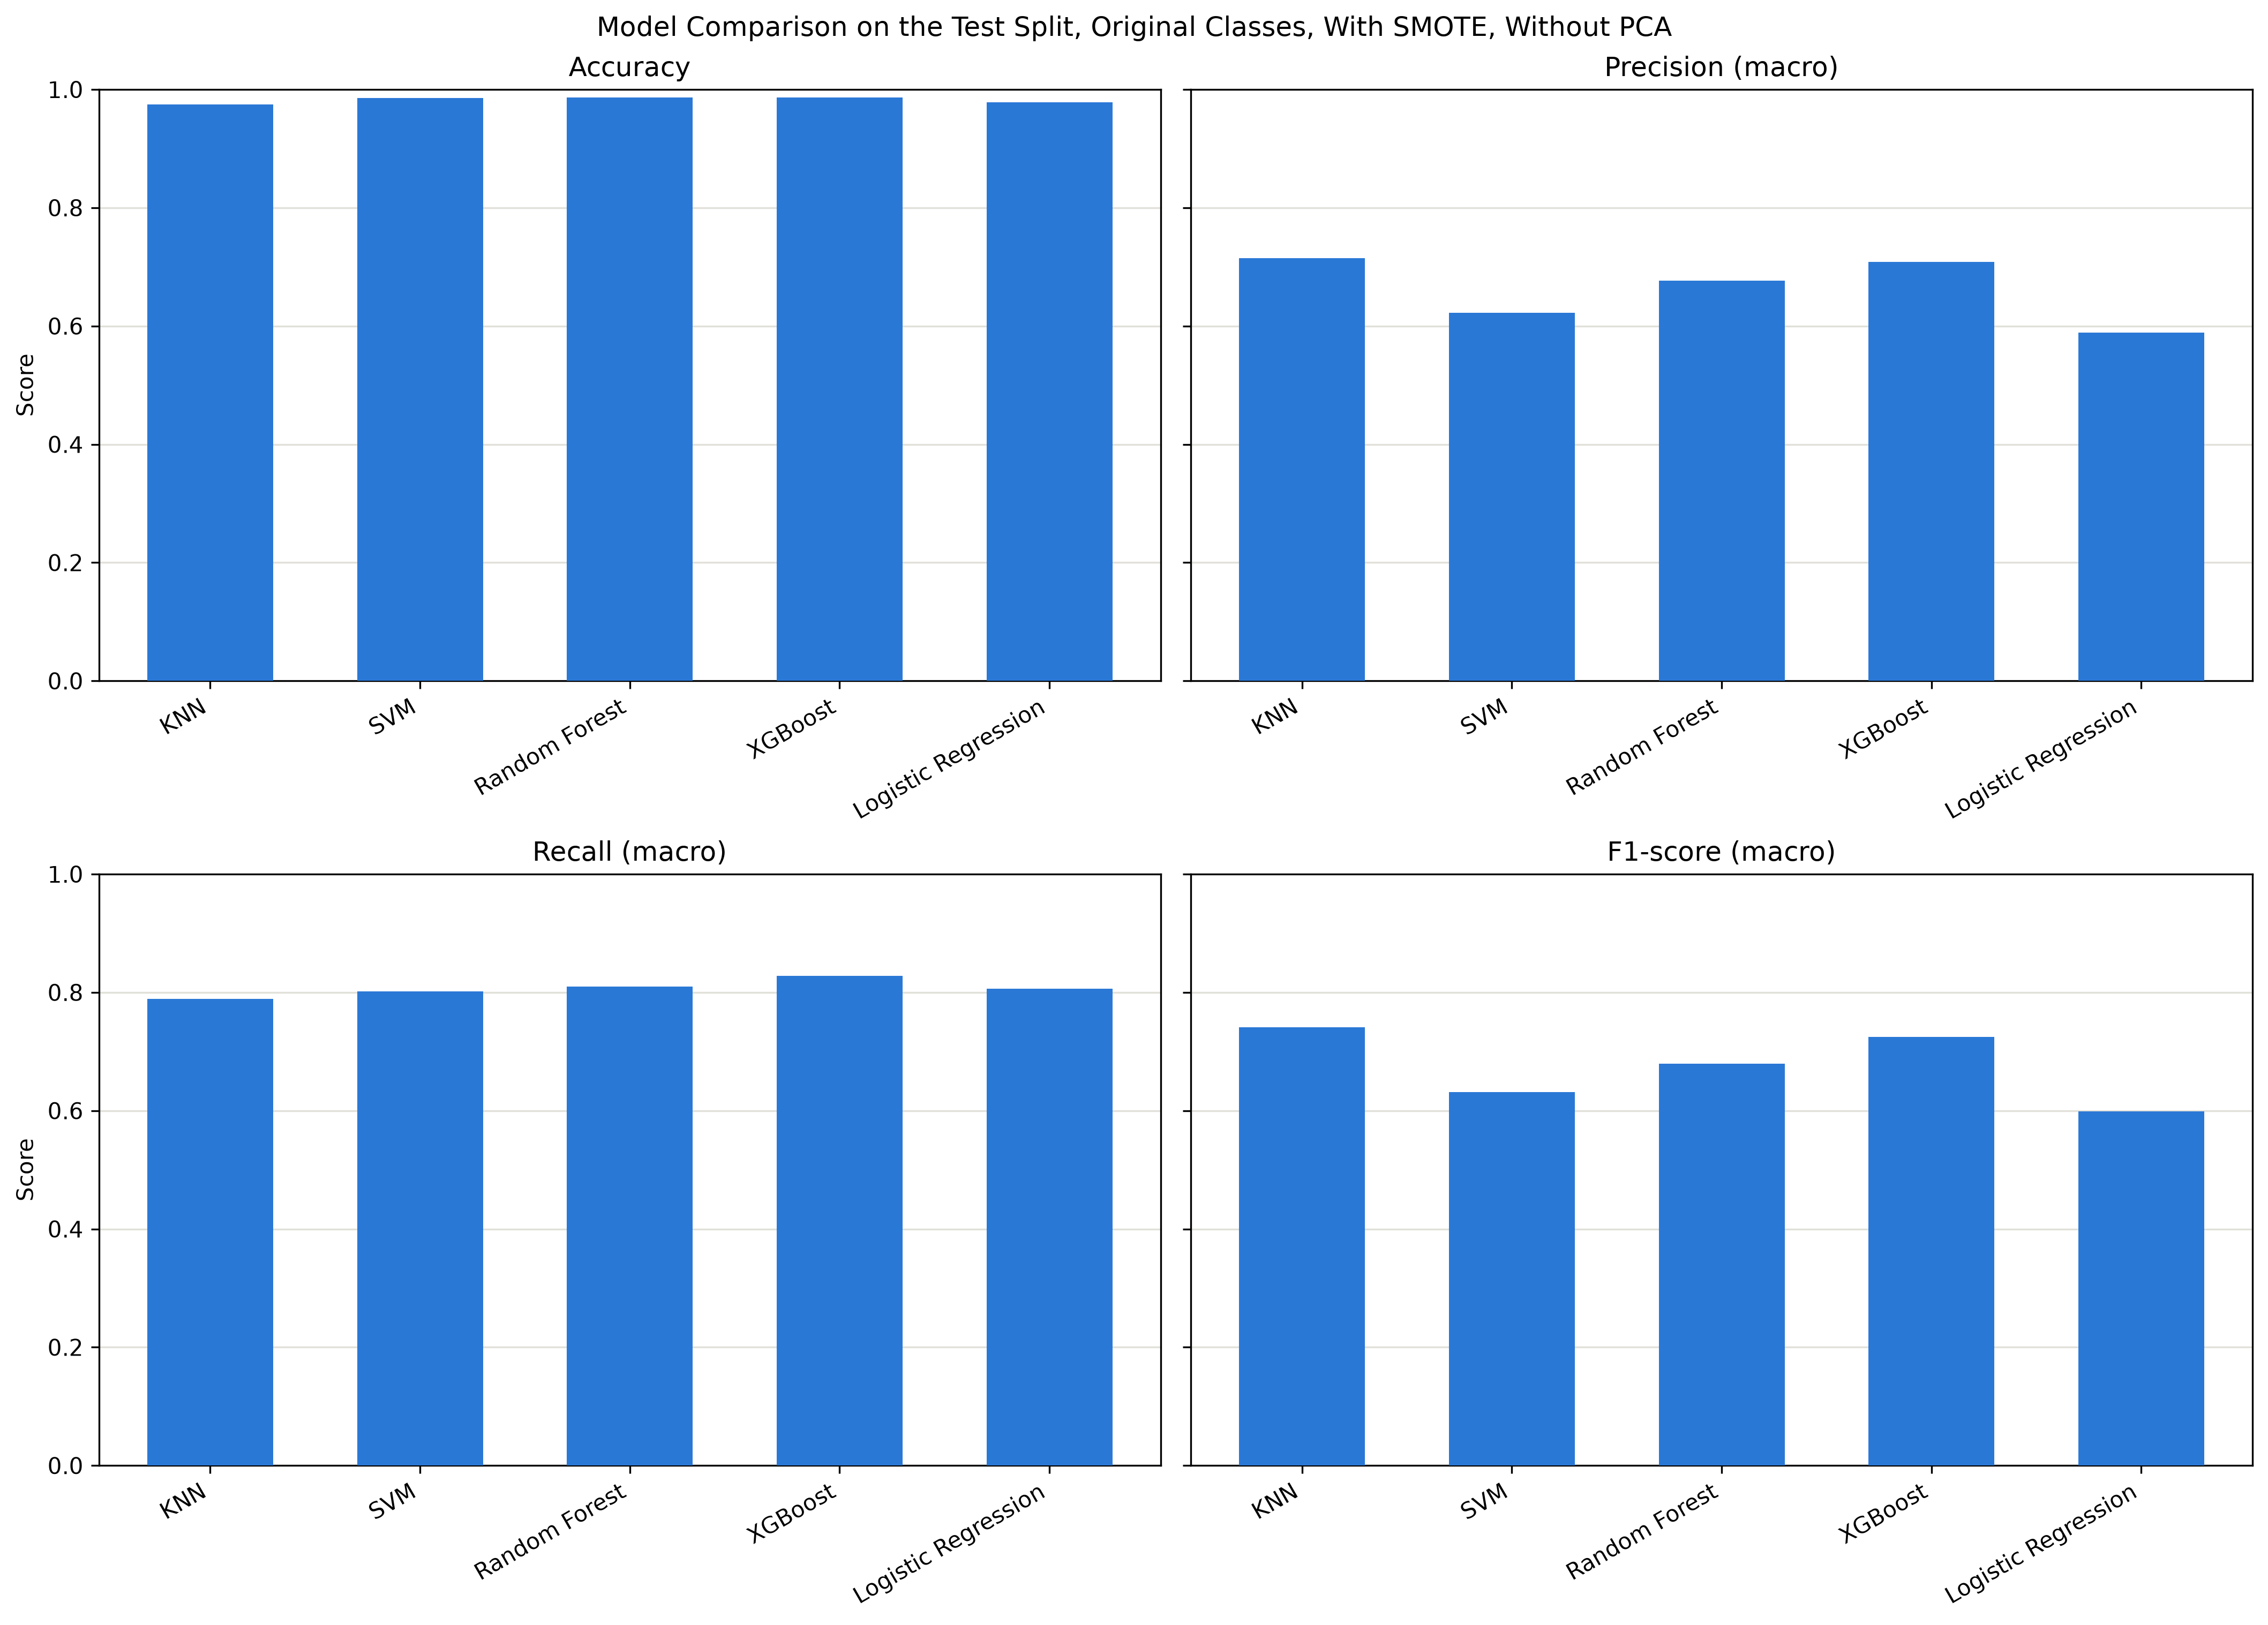 Model Comparison on the Test Split, Original Classes, With SMOTE, Without PCA
Accuracy
Score
1.0
0.8
0.6
0.4
0.2
0.0
KNN
SVM
Random Forest
XGBoost
Logistic Regression
Precision (macro)
KNN
SVM
Random Forest
XGBoost
Logistic Regression
Recall (macro)
Score
1.0
0.8
0.6
0.4
0.2
0.0
KNN
SVM
Random Forest
XGBoost
Logistic Regression
F1-score (macro)
KNN
SVM
Random Forest
XGBoost
Logistic Regression